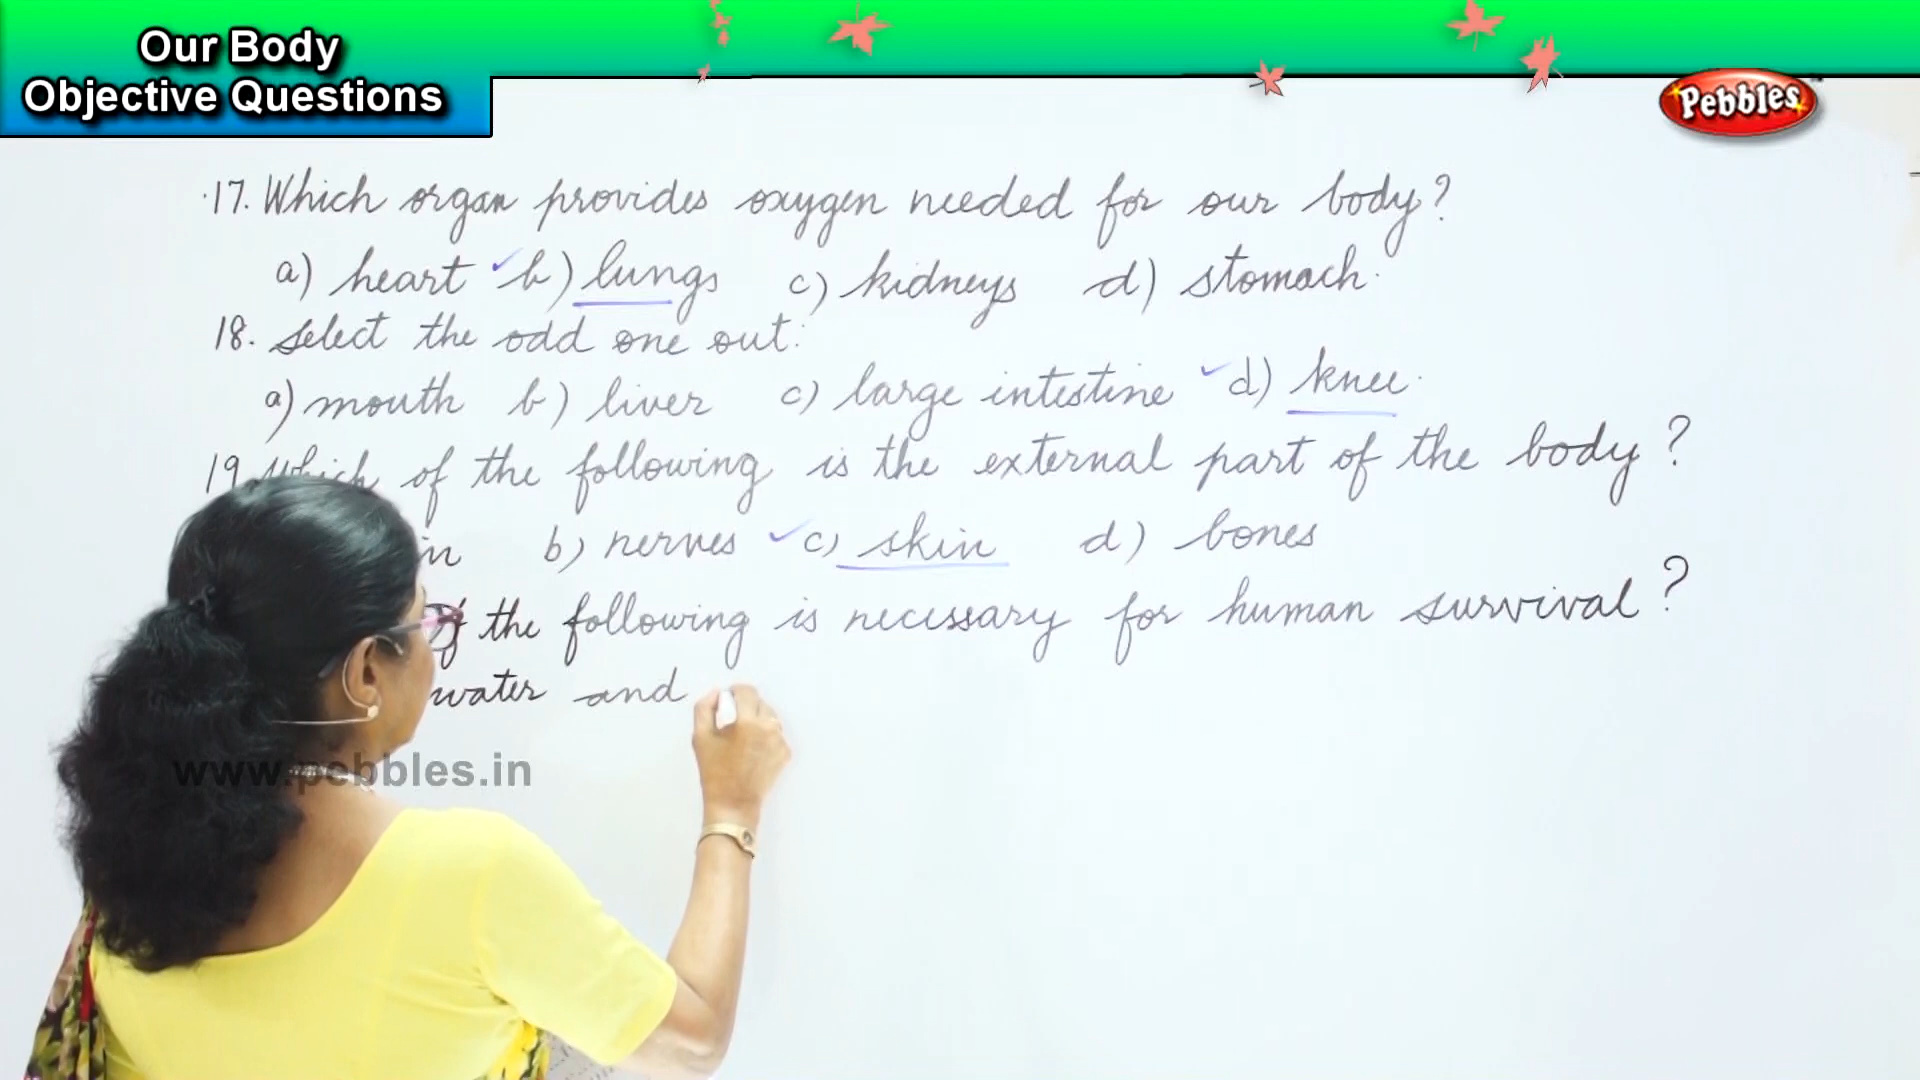 Our Body
Objective Questions
Pebbles
17. Which organ provides oxygen needed for our body?
a) heart b) lungs c) kidneys d) stomach.
18. Select the odd one out:
a) mouth b) liver c) large intestine d) knee.
19. Which of the following is the external part of the body?
in b) nerves c) skin d) bones
the following is necessary for human survival?
water and
www.pebbles.in